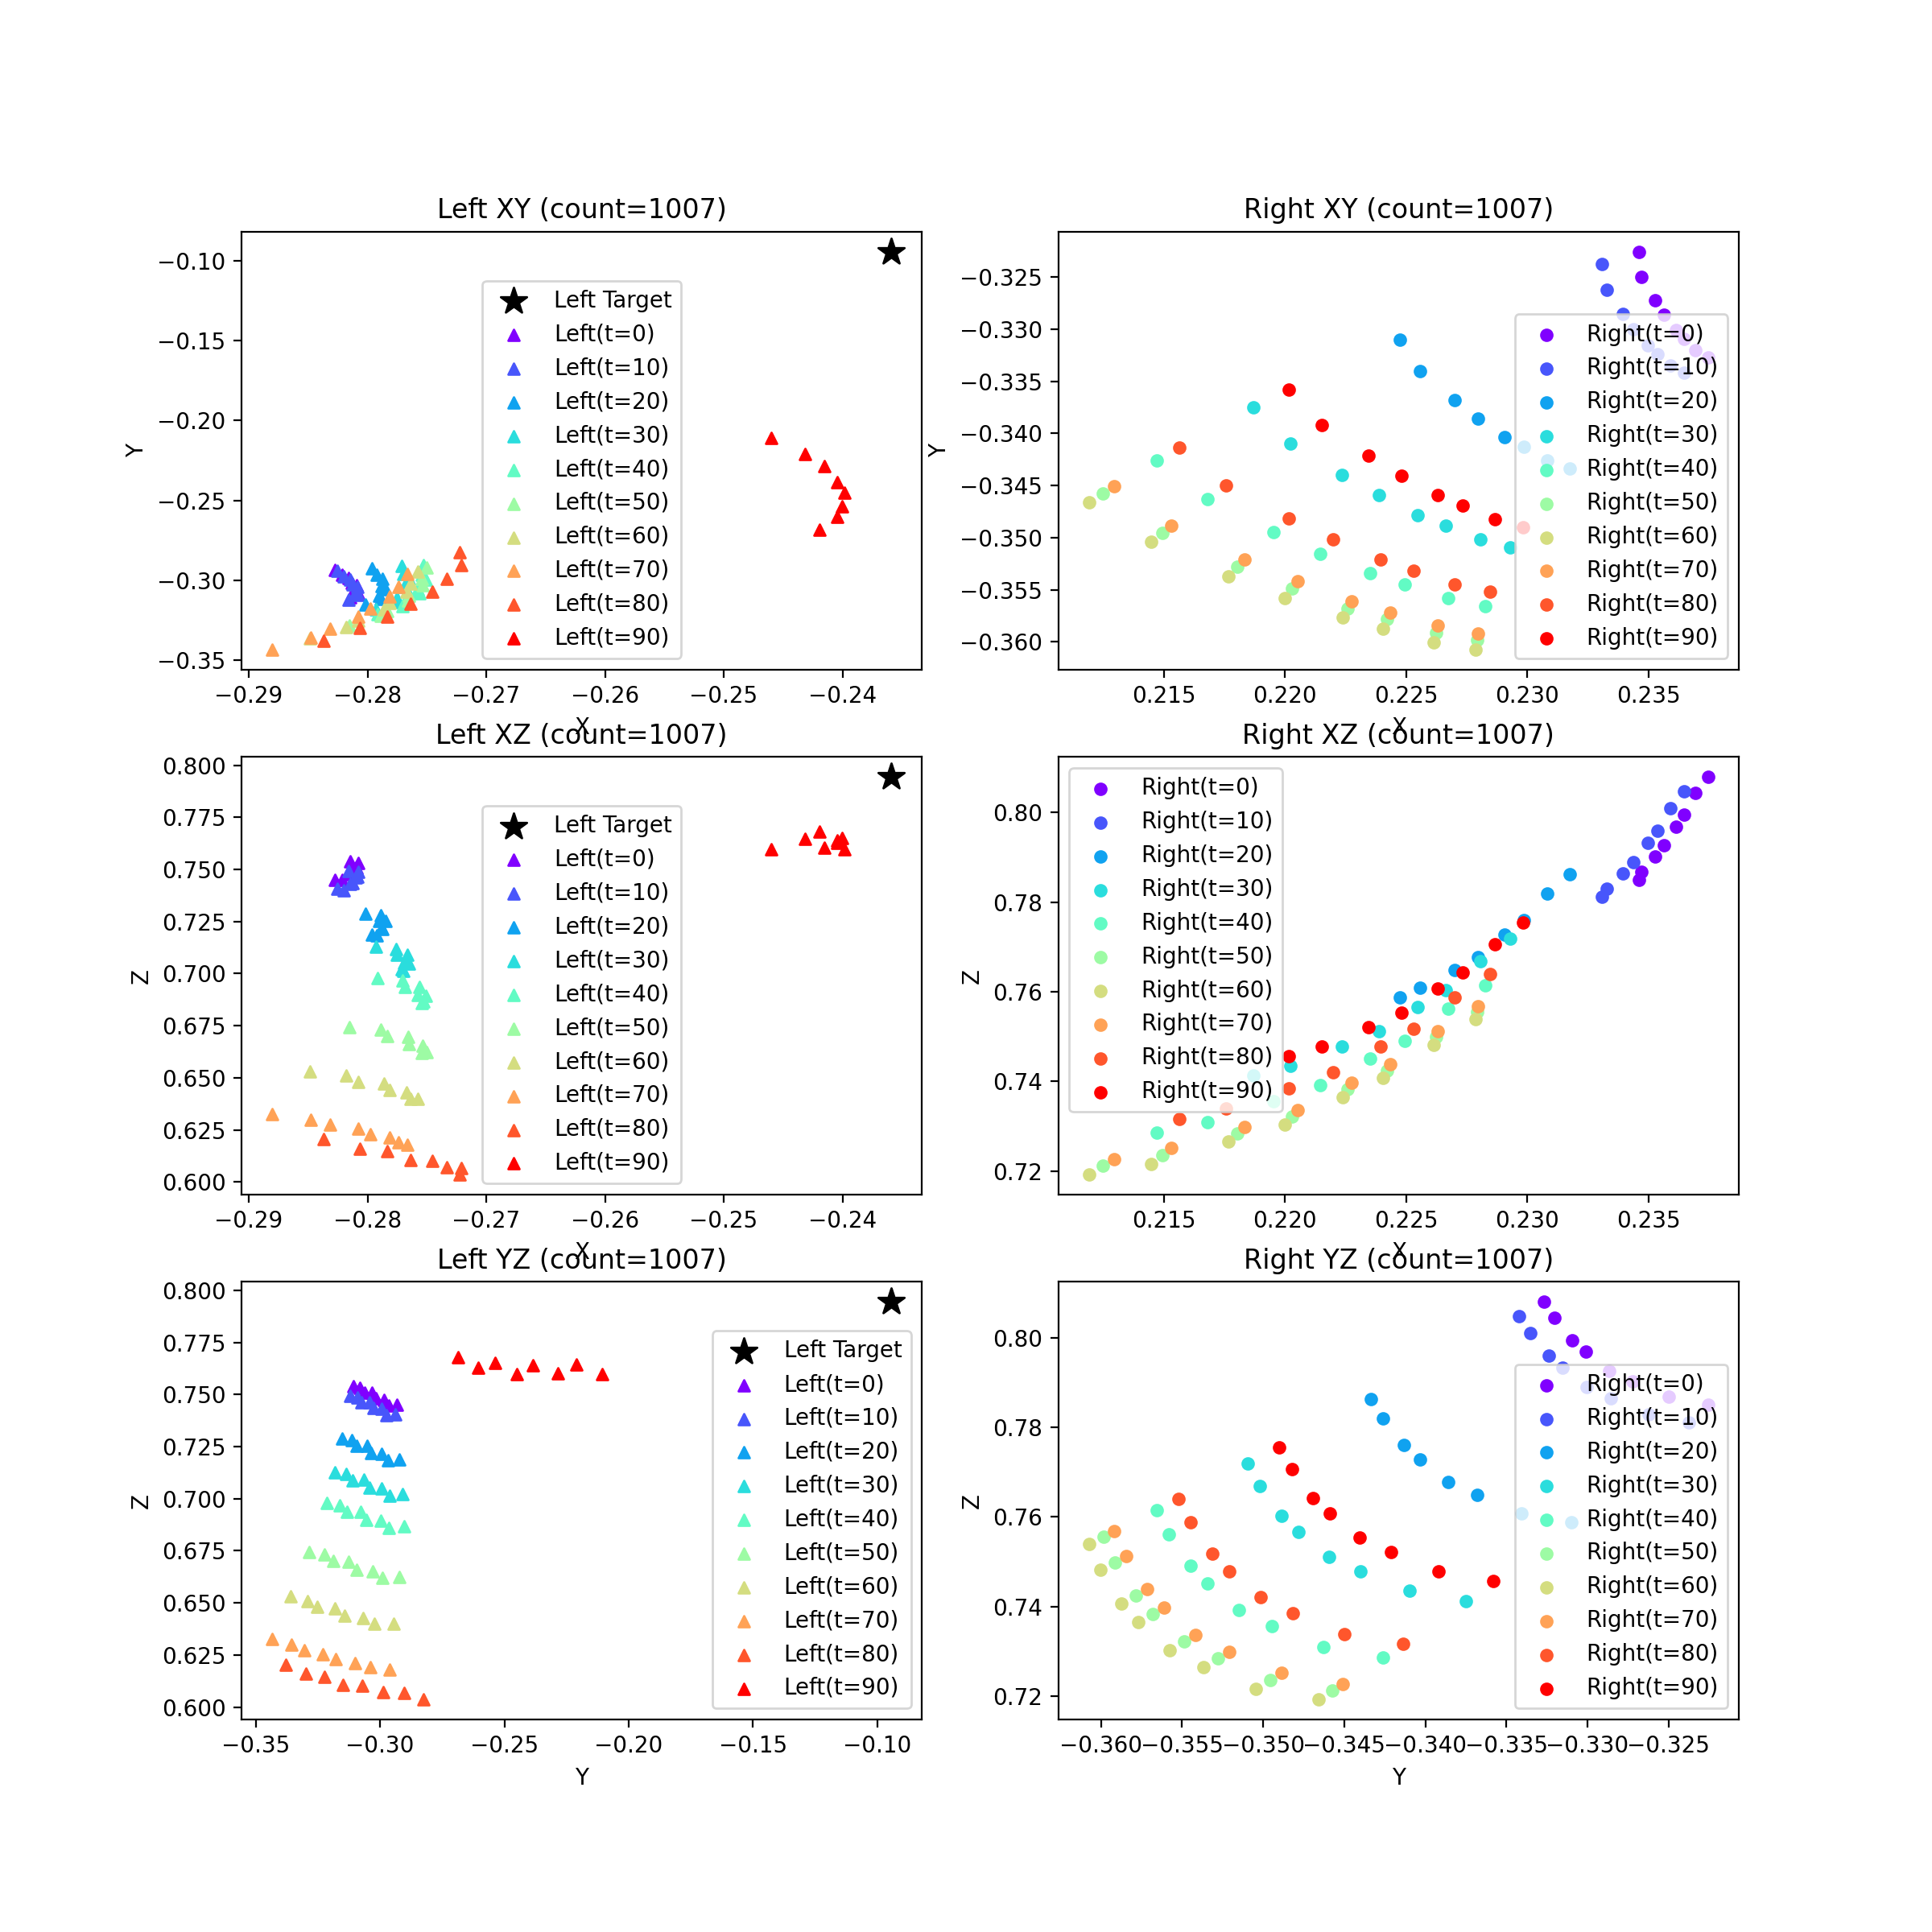 Left XY (count=1007)
−0.10
−0.15
−0.20
−0.25
−0.30
−0.35
Y
Left Target
Left(t=0)
Left(t=10)
Left(t=20)
Left(t=30)
Left(t=40)
Left(t=50)
Left(t=60)
Left(t=70)
Left(t=80)
Left(t=90)
−0.29 −0.28 −0.27 −0.26 −0.25 −0.24
X
Right XY (count=1007)
−0.325
−0.330
−0.335
−0.340
−0.345
−0.350
−0.355
−0.360
Y
Right(t=0)
Right(t=10)
Right(t=20)
Right(t=30)
Right(t=40)
Right(t=50)
Right(t=60)
Right(t=70)
Right(t=80)
Right(t=90)
0.215 0.220 0.225 0.230 0.235
X
Left XZ (count=1007)
0.800
0.775
0.750
0.725
0.700
0.675
0.650
0.625
0.600
Z
Left Target
Left(t=0)
Left(t=10)
Left(t=20)
Left(t=30)
Left(t=40)
Left(t=50)
Left(t=60)
Left(t=70)
Left(t=80)
Left(t=90)
−0.29 −0.28 −0.27 −0.26 −0.25 −0.24
X
Right XZ (count=1007)
0.80
0.78
0.76
0.74
0.72
Z
Right(t=0)
Right(t=10)
Right(t=20)
Right(t=30)
Right(t=40)
Right(t=50)
Right(t=60)
Right(t=70)
Right(t=80)
Right(t=90)
0.215 0.220 0.225 0.230 0.235
X
Left YZ (count=1007)
0.800
0.775
0.750
0.725
0.700
0.675
0.650
0.625
0.600
Z
Left Target
Left(t=0)
Left(t=10)
Left(t=20)
Left(t=30)
Left(t=40)
Left(t=50)
Left(t=60)
Left(t=70)
Left(t=80)
Left(t=90)
−0.35 −0.30 −0.25 −0.20 −0.15 −0.10
Y
Right YZ (count=1007)
0.80
0.78
0.76
0.74
0.72
Z
Right(t=0)
Right(t=10)
Right(t=20)
Right(t=30)
Right(t=40)
Right(t=50)
Right(t=60)
Right(t=70)
Right(t=80)
Right(t=90)
−0.360 −0.355 −0.350 −0.345 −0.340 −0.335 −0.330 −0.325
Y